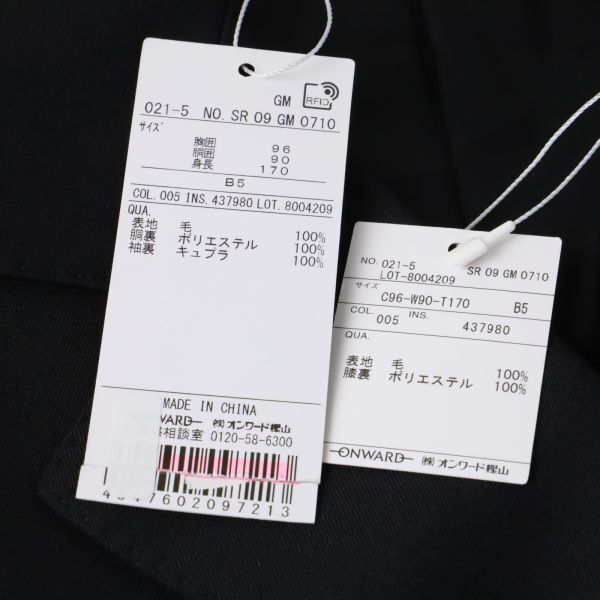 GM RFID
021-5 NO. SR 09 GM 0710
サイズ
胸囲 96
胴囲 90
身長 170
B5
COL. 005 INS. 437980 LOT. 8004209
QUA.
表地 毛 100%
胴裏 ポリエステル 100%
袖裏 キュプラ 100%
MADE IN CHINA
ONWARD ㈱オンワード樫山
相談室 0120-58-6300
NO. 021-5 SR 09 GM 0710
LOT-8004209
サイズ
C96-W90-T170 B5
COL. 005 INS. 437980
QUA.
表地 毛 100%
膝裏 ポリエステル 100%
ONWARD ㈱オンワード樫山